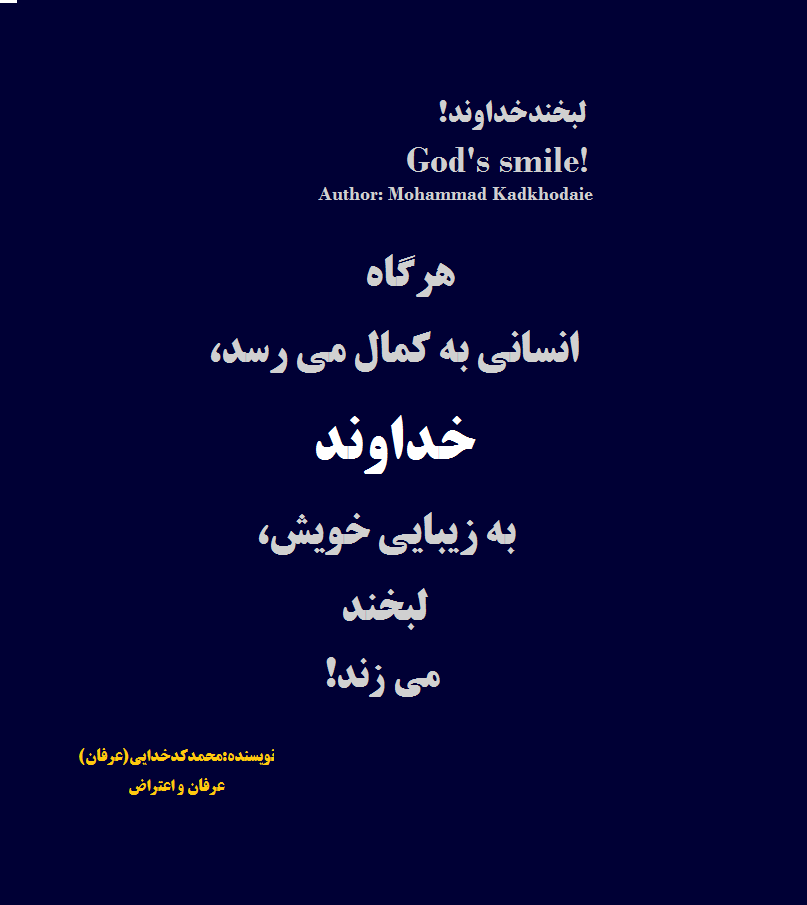 لبخندخداوند!
God's smile!
Author: Mohammad Kadkhodaie
هرگاه
انسانی به کمال می رسد،
خداوند
به زیبایی خویش،
لبخند
می زند!
نویسنده:محمدکدخدایی(عرفان)
عرفان و اعتراض